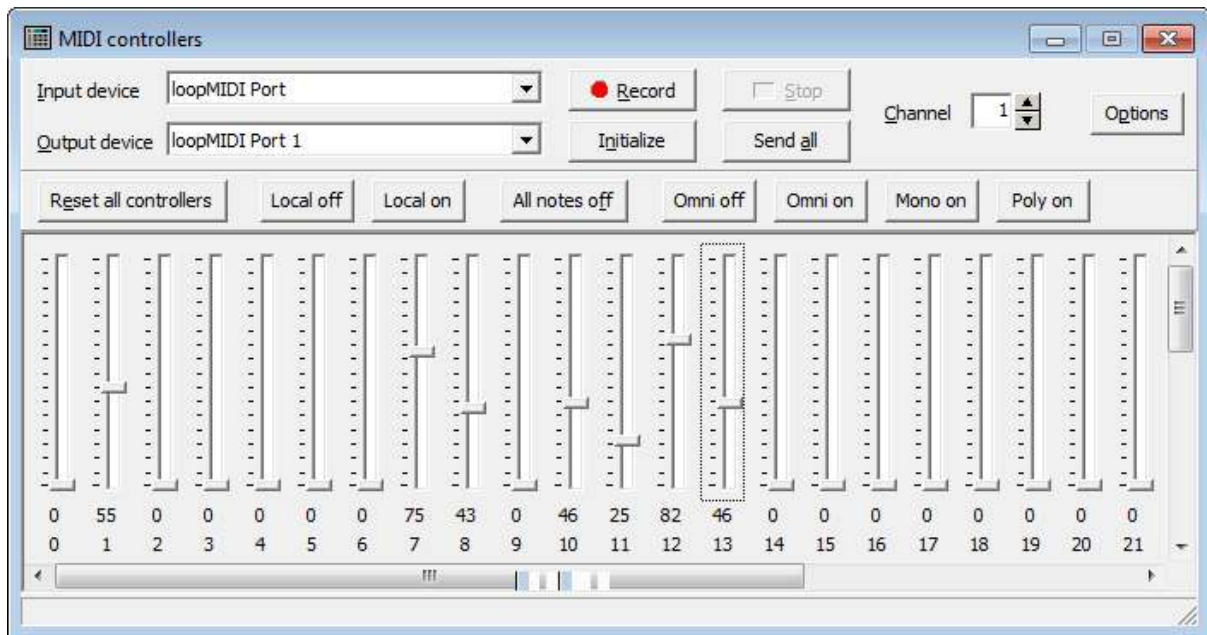 MIDI controllers
Input device loopMIDI Port Record Stop
Channel 1 Options
Output device loopMIDI Port 1 Initialize Send all
Reset all controllers Local off Local on All notes off Omni off Omni on Mono on Poly on
0 55 0 0 0 0 0 75 43 0 46 25 82 46 0 0 0 0 0 0 0 0
0 1 2 3 4 5 6 7 8 9 10 11 12 13 14 15 16 17 18 19 20 21